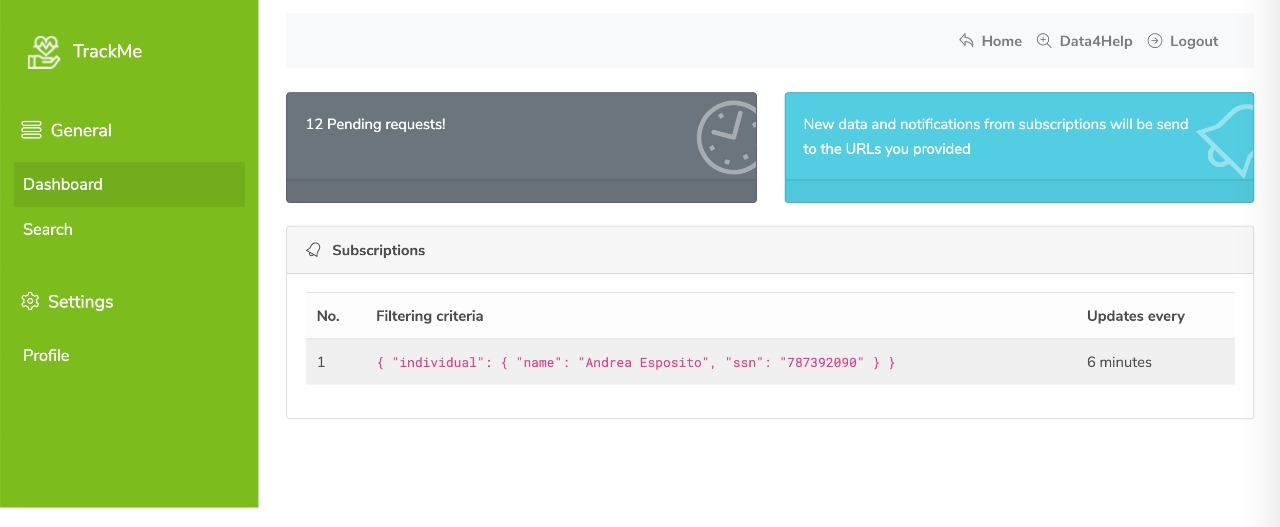 TrackMe
Home Data4Help Logout
General
Dashboard
Search
Settings
Profile
12 Pending requests!
New data and notifications from subscriptions will be send
to the URLs you provided
Subscriptions
No. Filtering criteria Updates every
1 { "individual": { "name": "Andrea Esposito", "ssn": "787392090" } } 6 minutes